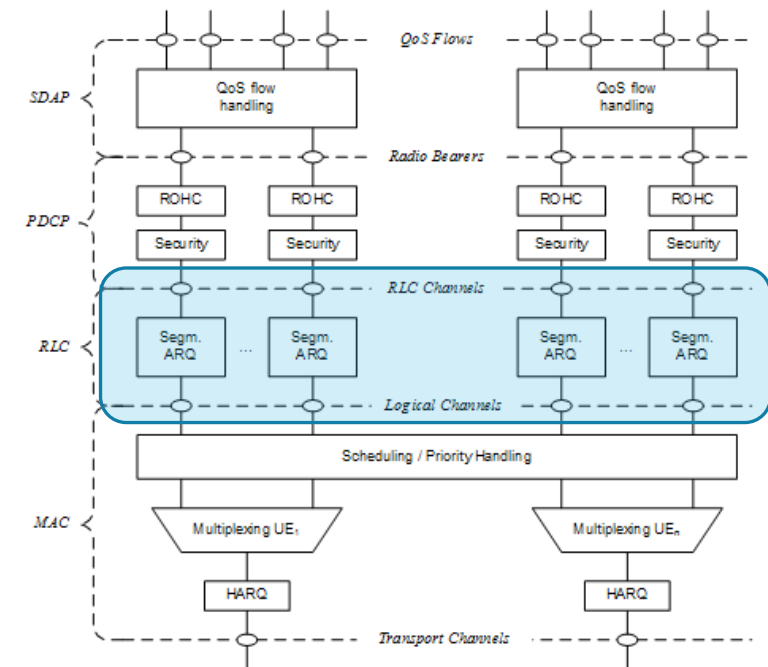 QoS Flows
SDAP
QoS flow
handling
QoS flow
handling
Radio Bearers
PDCP
ROHC
ROHC
ROHC
ROHC
Security
Security
Security
Security
RLC Channels
RLC
Segm.
ARQ
...
Segm.
ARQ
Segm.
ARQ
...
Segm.
ARQ
Logical Channels
MAC
Scheduling / Priority Handling
Multiplexing UE₁
Multiplexing UEₙ
HARQ
HARQ
Transport Channels